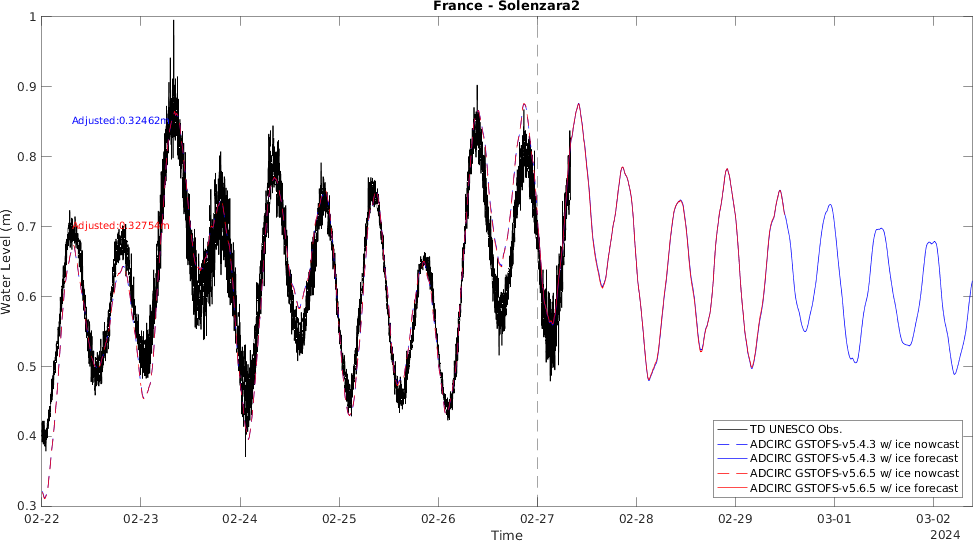 France - Solenzara2
1
0.9
0.8
0.7
0.6
0.5
0.4
0.3
Water Level (m)
Adjusted:0.32462m
Adjusted:0.32754m
TD UNESCO Obs.
ADCIRC GSTOFS-v5.4.3 w/ ice nowcast
ADCIRC GSTOFS-v5.4.3 w/ ice forecast
ADCIRC GSTOFS-v5.6.5 w/ ice nowcast
ADCIRC GSTOFS-v5.6.5 w/ ice forecast
02-22 02-23 02-24 02-25 02-26 02-27 02-28 02-29 03-01 03-02
Time 2024